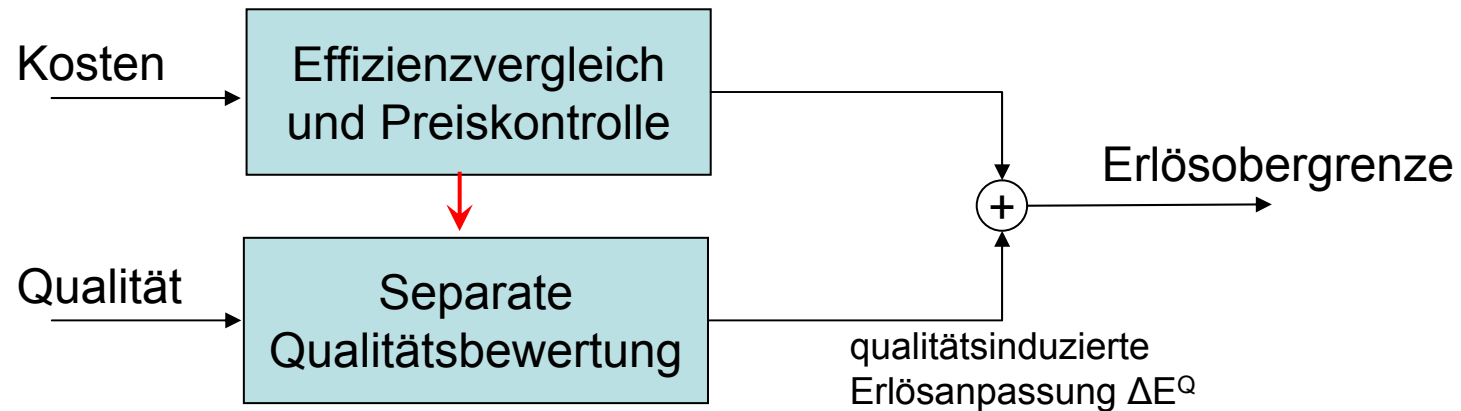 Kosten
Effizienzvergleich
und Preiskontrolle
Erlösobergrenze
+
Qualität
Separate
Qualitätsbewertung
qualitätsinduzierte
Erlösanpassung ΔE^Q